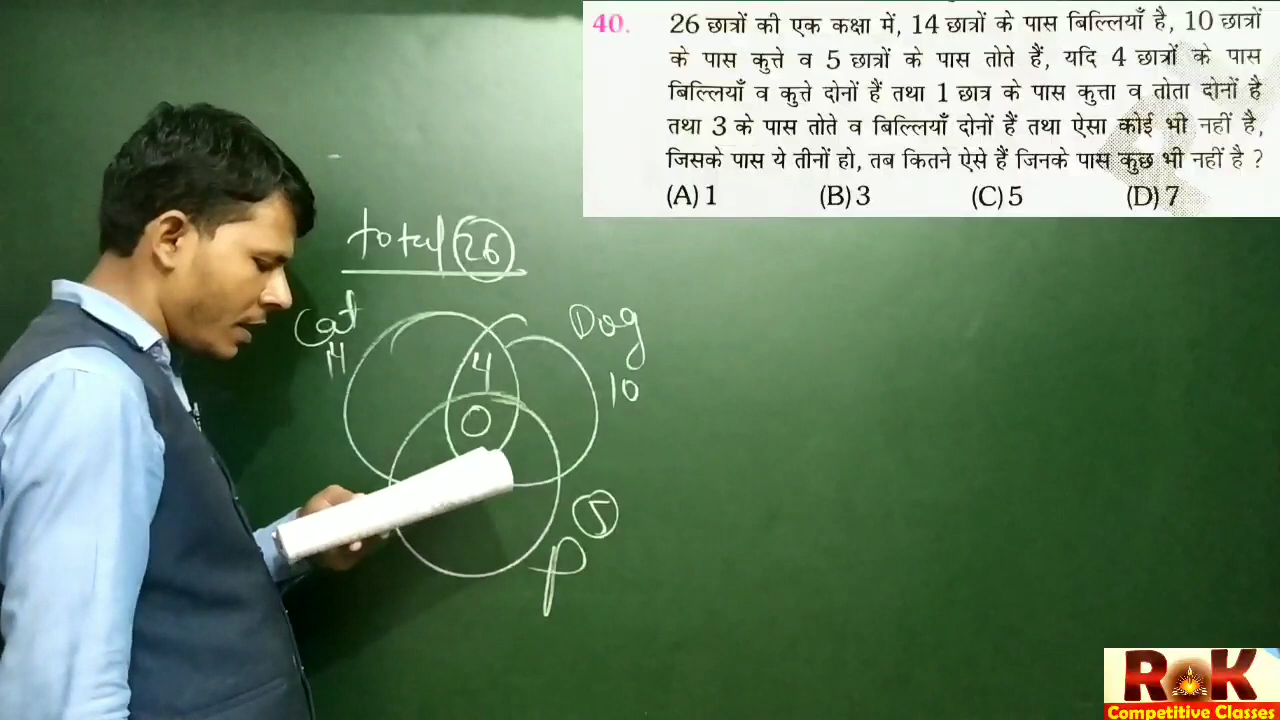 40. 26 छात्रों की एक कक्षा में, 14 छात्रों के पास बिल्लियाँ है, 10 छात्रों
के पास कुत्ते व 5 छात्रों के पास तोते हैं, यदि 4 छात्रों के पास
बिल्लियाँ व कुत्ते दोनों हैं तथा 1 छात्र के पास कुत्ता व तोता दोनों है
तथा 3 के पास तोते व बिल्लियाँ दोनों हैं तथा ऐसा कोई भी नहीं है,
जिसके पास ये तीनों हो, तब कितने ऐसे हैं जिनके पास कुछ भी नहीं है ?
(A) 1 (B) 3 (C) 5 (D) 7
total 26
Cat
14
Dog
10
4
0
5
P
RK
Competitive Classes